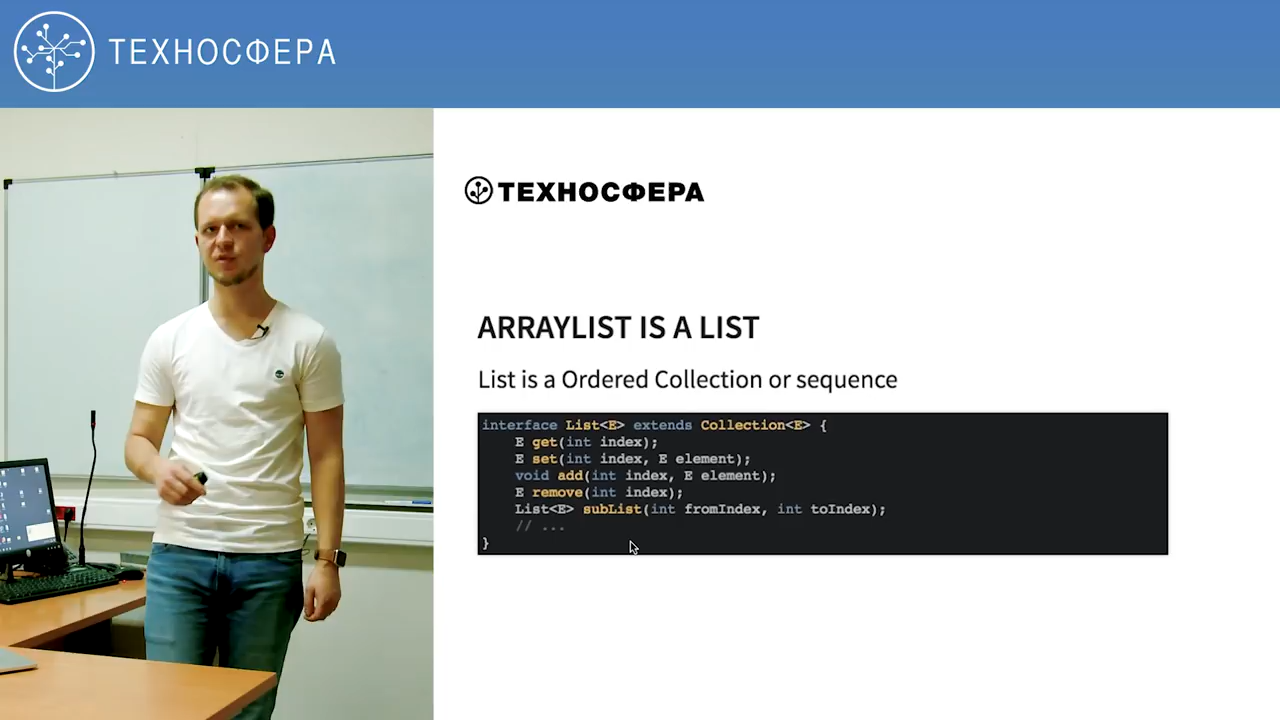 ТЕХНОСФЕРА
ТЕХНОСФЕРА
ARRAYLIST IS A LIST
List is a Ordered Collection or sequence
interface List<E> extends Collection<E> {
    E get(int index);
    E set(int index, E element);
    void add(int index, E element);
    E remove(int index);
    List<E> subList(int fromIndex, int toIndex);
    // ...
}